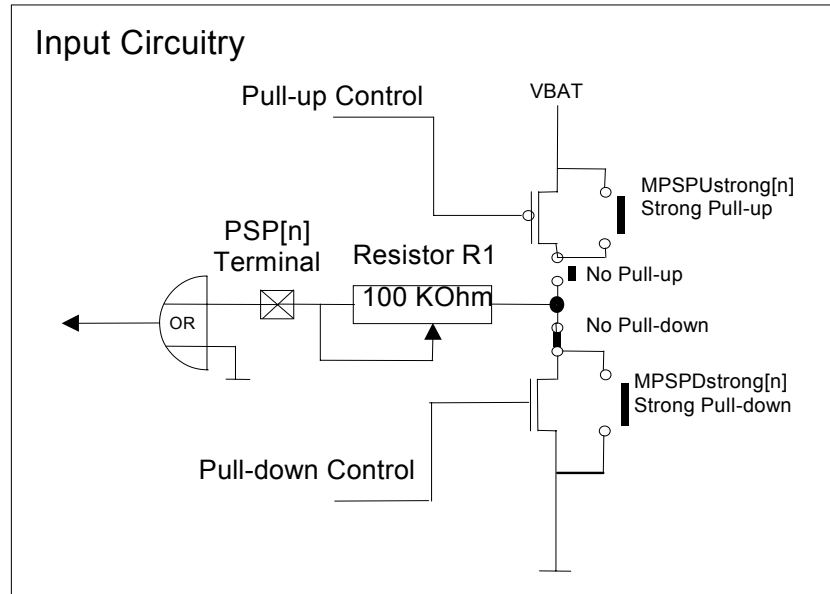 Input Circuitry
Pull-up Control
VBAT
MPSPUstrong[n]
Strong Pull-up
PSP[n]
Terminal
Resistor R1
100 KOhm
No Pull-up
OR
No Pull-down
MPSPDstrong[n]
Strong Pull-down
Pull-down Control